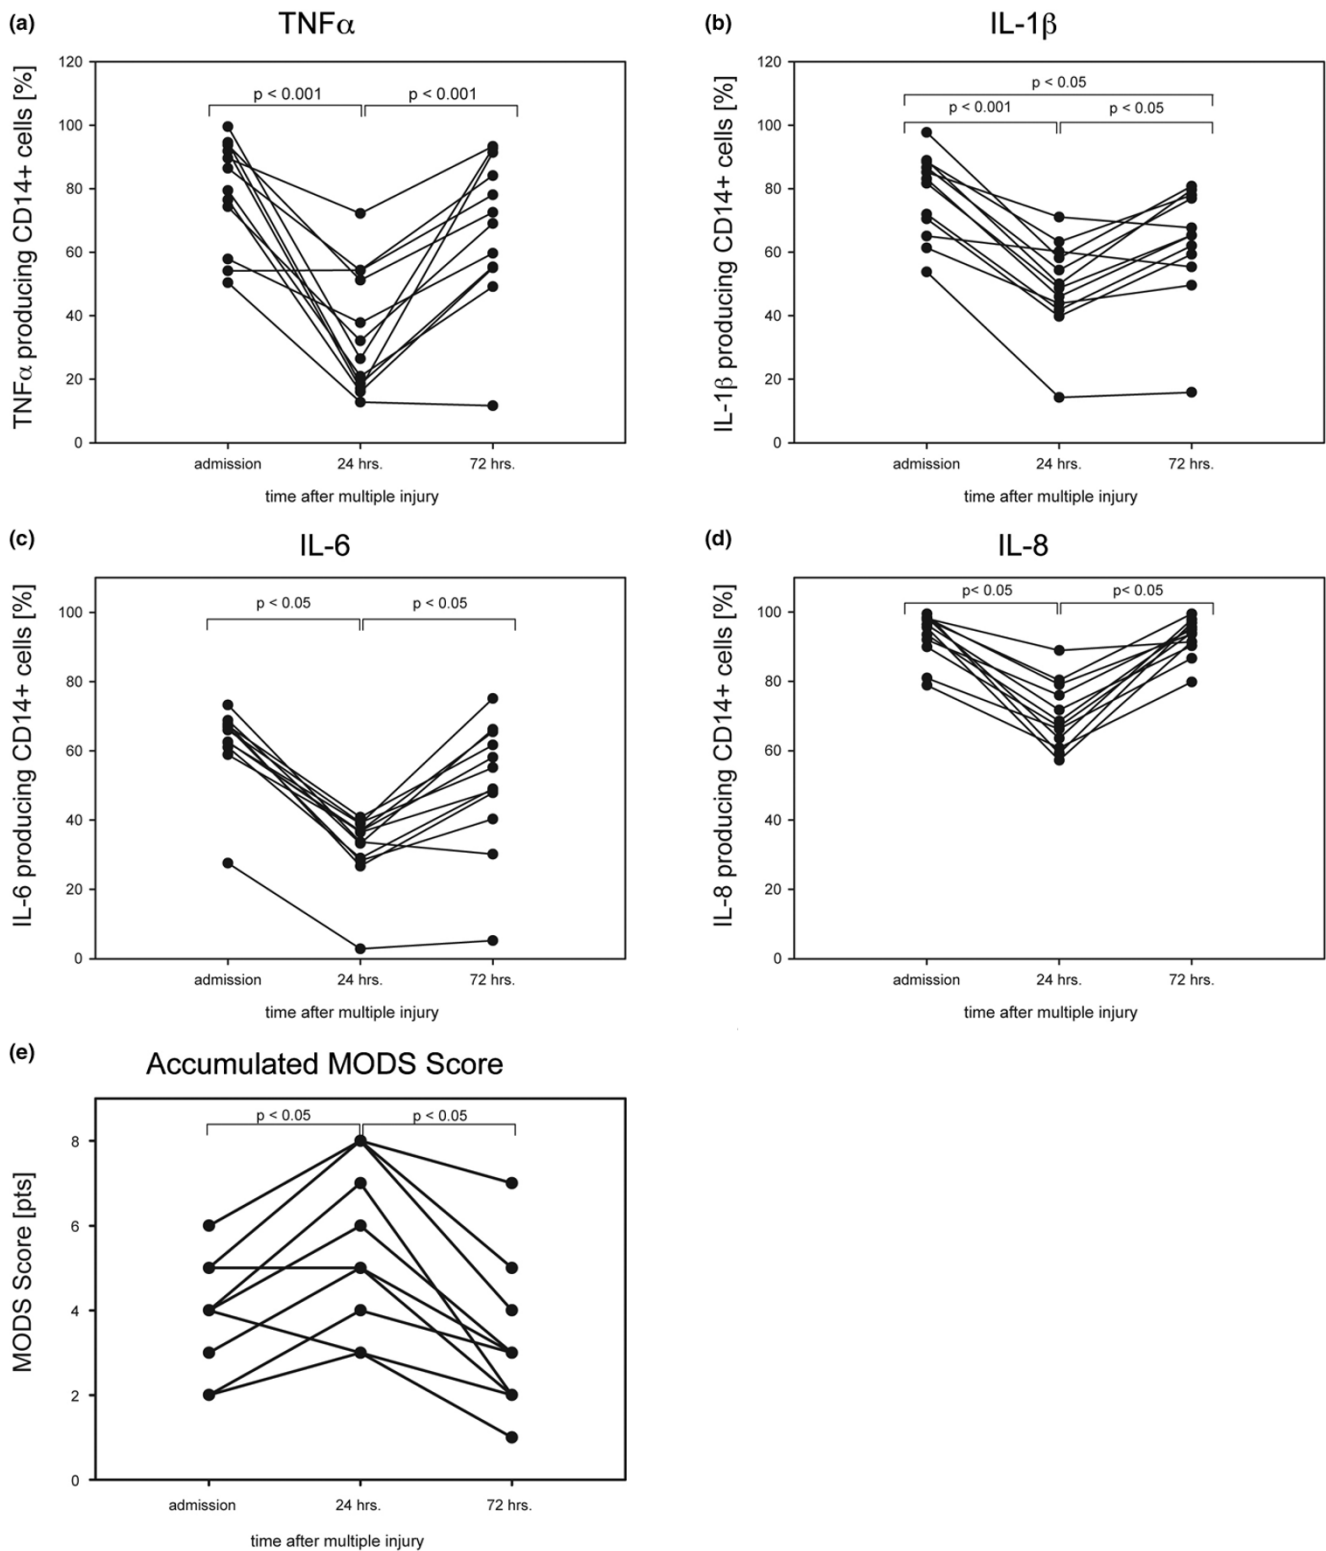 (a)
TNFα
TNFα producing CD14+ cells [%]
120
100
80
60
40
20
0
p < 0.001
p < 0.001
admission
24 hrs.
72 hrs.
time after multiple injury
(b)
IL-1β
IL-1β producing CD14+ cells [%]
120
100
80
60
40
20
0
p < 0.05
p < 0.001
p < 0.05
admission
24 hrs.
72 hrs.
time after multiple injury
(c)
IL-6
IL-6 producing CD14+ cells [%]
100
80
60
40
20
0
p < 0.05
p < 0.05
admission
24 hrs.
72 hrs.
time after multiple injury
(d)
IL-8
IL-8 producing CD14+ cells [%]
100
80
60
40
20
0
p< 0.05
p< 0.05
admission
24 hrs.
72 hrs.
time after multiple injury
(e)
Accumulated MODS Score
MODS Score [pts]
8
6
4
2
0
p < 0.05
p < 0.05
admission
24 hrs.
72 hrs.
time after multiple injury